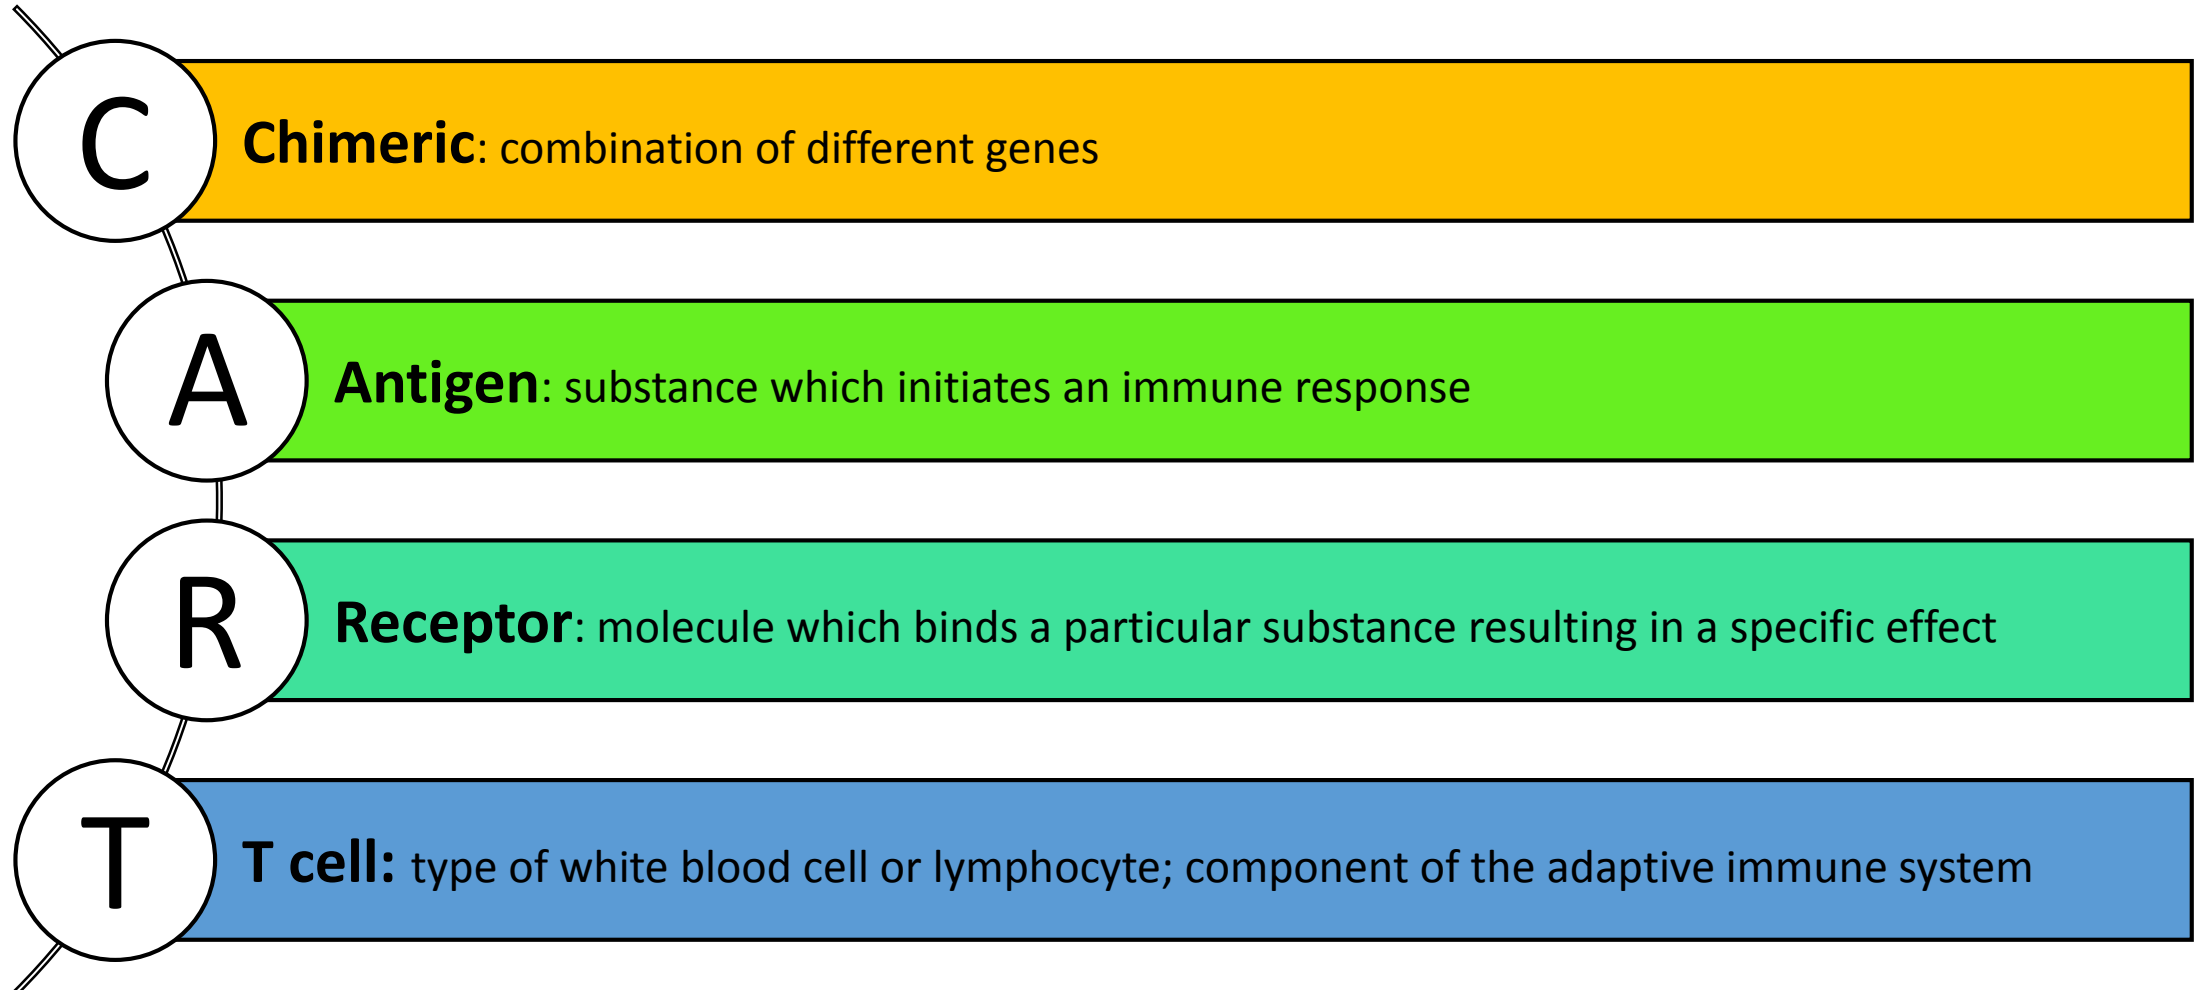 C
Chimeric: combination of different genes
A
Antigen: substance which initiates an immune response
R
Receptor: molecule which binds a particular substance resulting in a specific effect
T
T cell: type of white blood cell or lymphocyte; component of the adaptive immune system